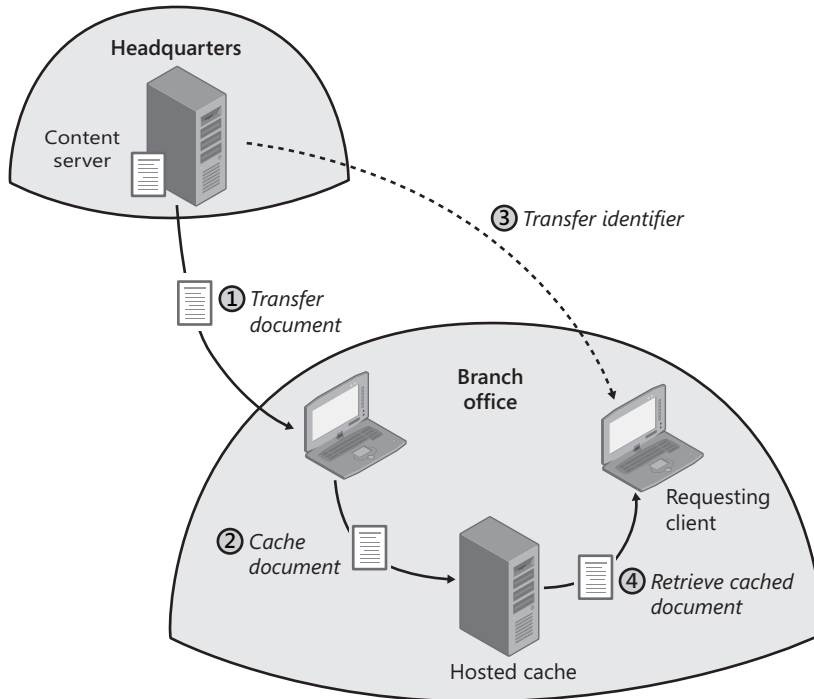 Headquarters
Content
server
3 Transfer identifier
1 Transfer
document
Branch
office
Requesting
client
2 Cache
document
4 Retrieve cached
document
Hosted cache